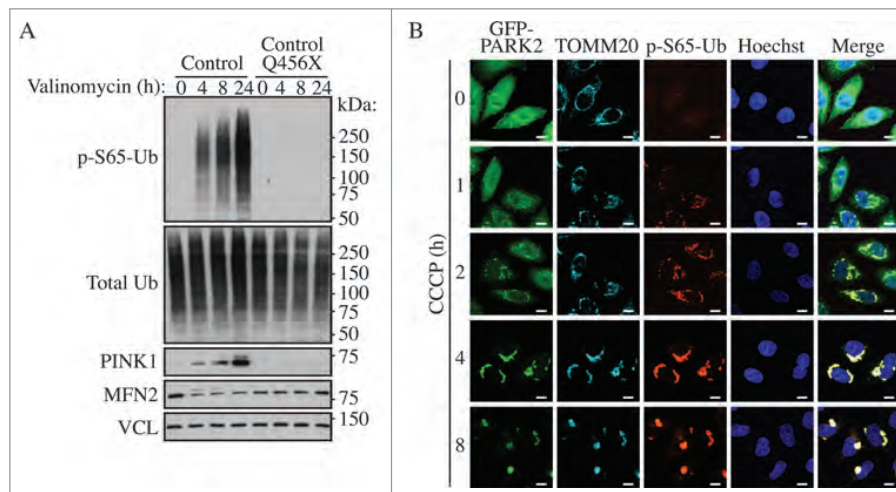 A
Control
Control Q456X
Valinomycin (h): 0 4 8 24 0 4 8 24
kDa:
p-S65-Ub
250
150
100
75
50
Total Ub
250
150
100
75
50
PINK1
75
MFN2
75
VCL
150
B
GFP-
PARK2 TOMM20 p-S65-Ub Hoechst Merge
CCCP (h)
0
1
2
4
8